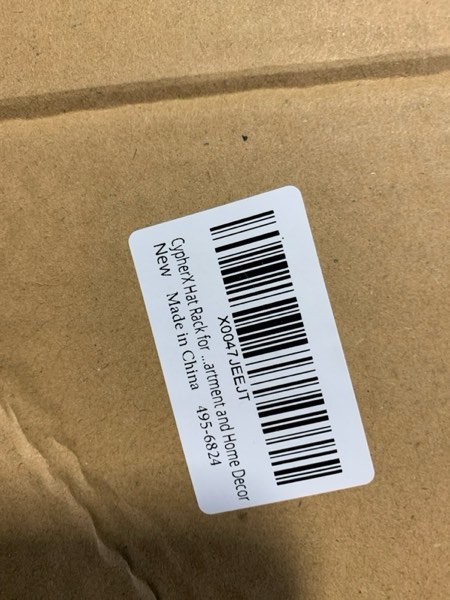 X0047JEEJT
CypherX Hat Rack for ...artment and Home Decor
New Made in China 495-6824